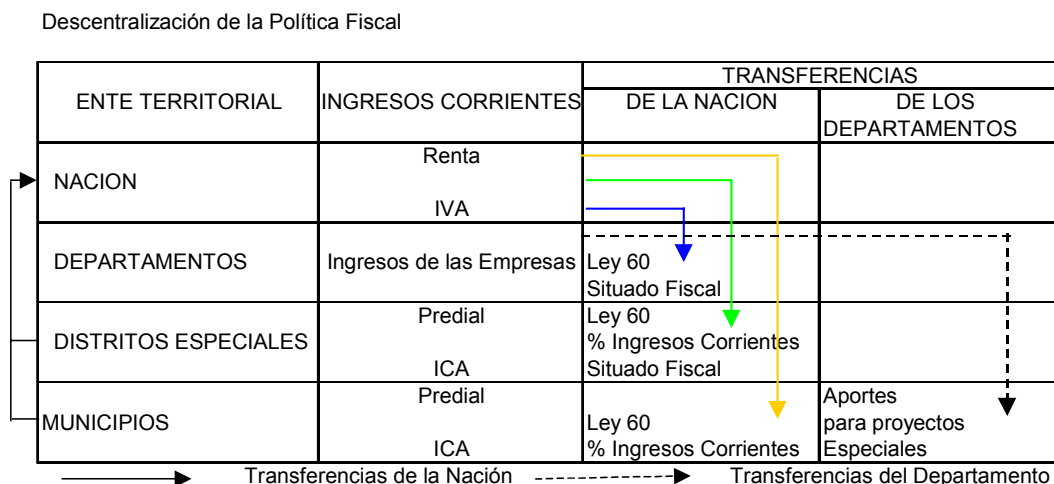 Descentralización de la Política Fiscal
TRANSFERENCIAS
ENTE TERRITORIAL INGRESOS CORRIENTES DE LA NACION DE LOS
DEPARTAMENTOS
Renta
NACION
IVA
DEPARTAMENTOS Ingresos de las Empresas Ley 60
Situado Fiscal
Predial Ley 60
DISTRITOS ESPECIALES % Ingresos Corrientes
ICA Situado Fiscal
Predial Aportes
MUNICIPIOS Ley 60 para proyectos
ICA % Ingresos Corrientes Especiales
Transferencias de la Nación Transferencias del Departamento